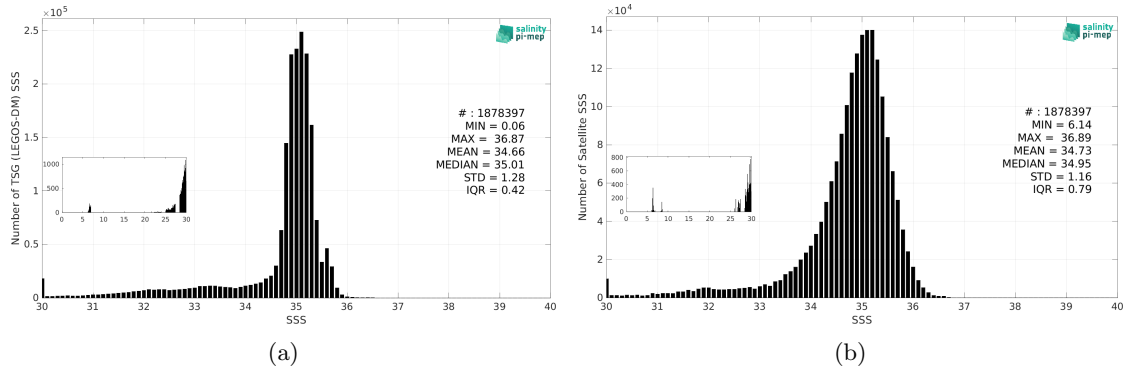 ×10^5
2.5
2
1.5
1
0.5
0
Number of TSG (LEGOS-DM) SSS
salinity
pi-mep
# : 1878397
MIN = 0.06
MAX = 36.87
MEAN = 34.66
MEDIAN = 35.01
STD = 1.28
IQR = 0.42
1000
500
0
0 5 10 15 20 25 30
30 31 32 33 34 35 36 37 38 39 40
SSS
(a)
×10^4
14
12
10
8
6
4
2
0
Number of Satellite SSS
salinity
pi-mep
# : 1878397
MIN = 6.14
MAX = 36.89
MEAN = 34.73
MEDIAN = 34.95
STD = 1.16
IQR = 0.79
800
600
400
200
0
0 5 10 15 20 25 30
30 31 32 33 34 35 36 37 38 39 40
SSS
(b)